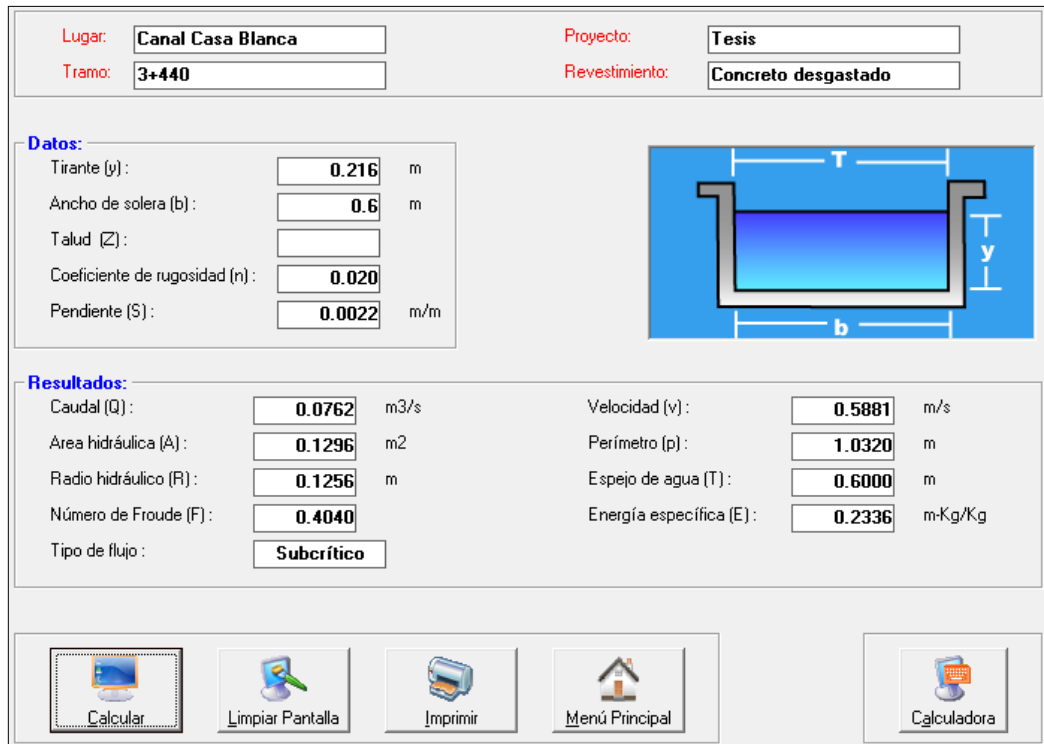 Lugar: Canal Casa Blanca Proyecto: Tesis
Tramo: 3+440 Revestimiento: Concreto desgastado
Datos:
Tirante (y) : 0.216 m
Ancho de solera (b) : 0.6 m
Talud (Z) :
Coeficiente de rugosidad (n) : 0.020
Pendiente (S) : 0.0022 m/m
T
y
b
Resultados:
Caudal (Q) : 0.0762 m3/s Velocidad (v) : 0.5881 m/s
Area hidráulica (A) : 0.1296 m2 Perímetro (p) : 1.0320 m
Radio hidráulico (R) : 0.1256 m Espejo de agua (T) : 0.6000 m
Número de Froude (F) : 0.4040 Energía específica (E) : 0.2336 m-Kg/Kg
Tipo de flujo : Subcrítico
Calcular Limpiar Pantalla Imprimir Menú Principal Calculadora